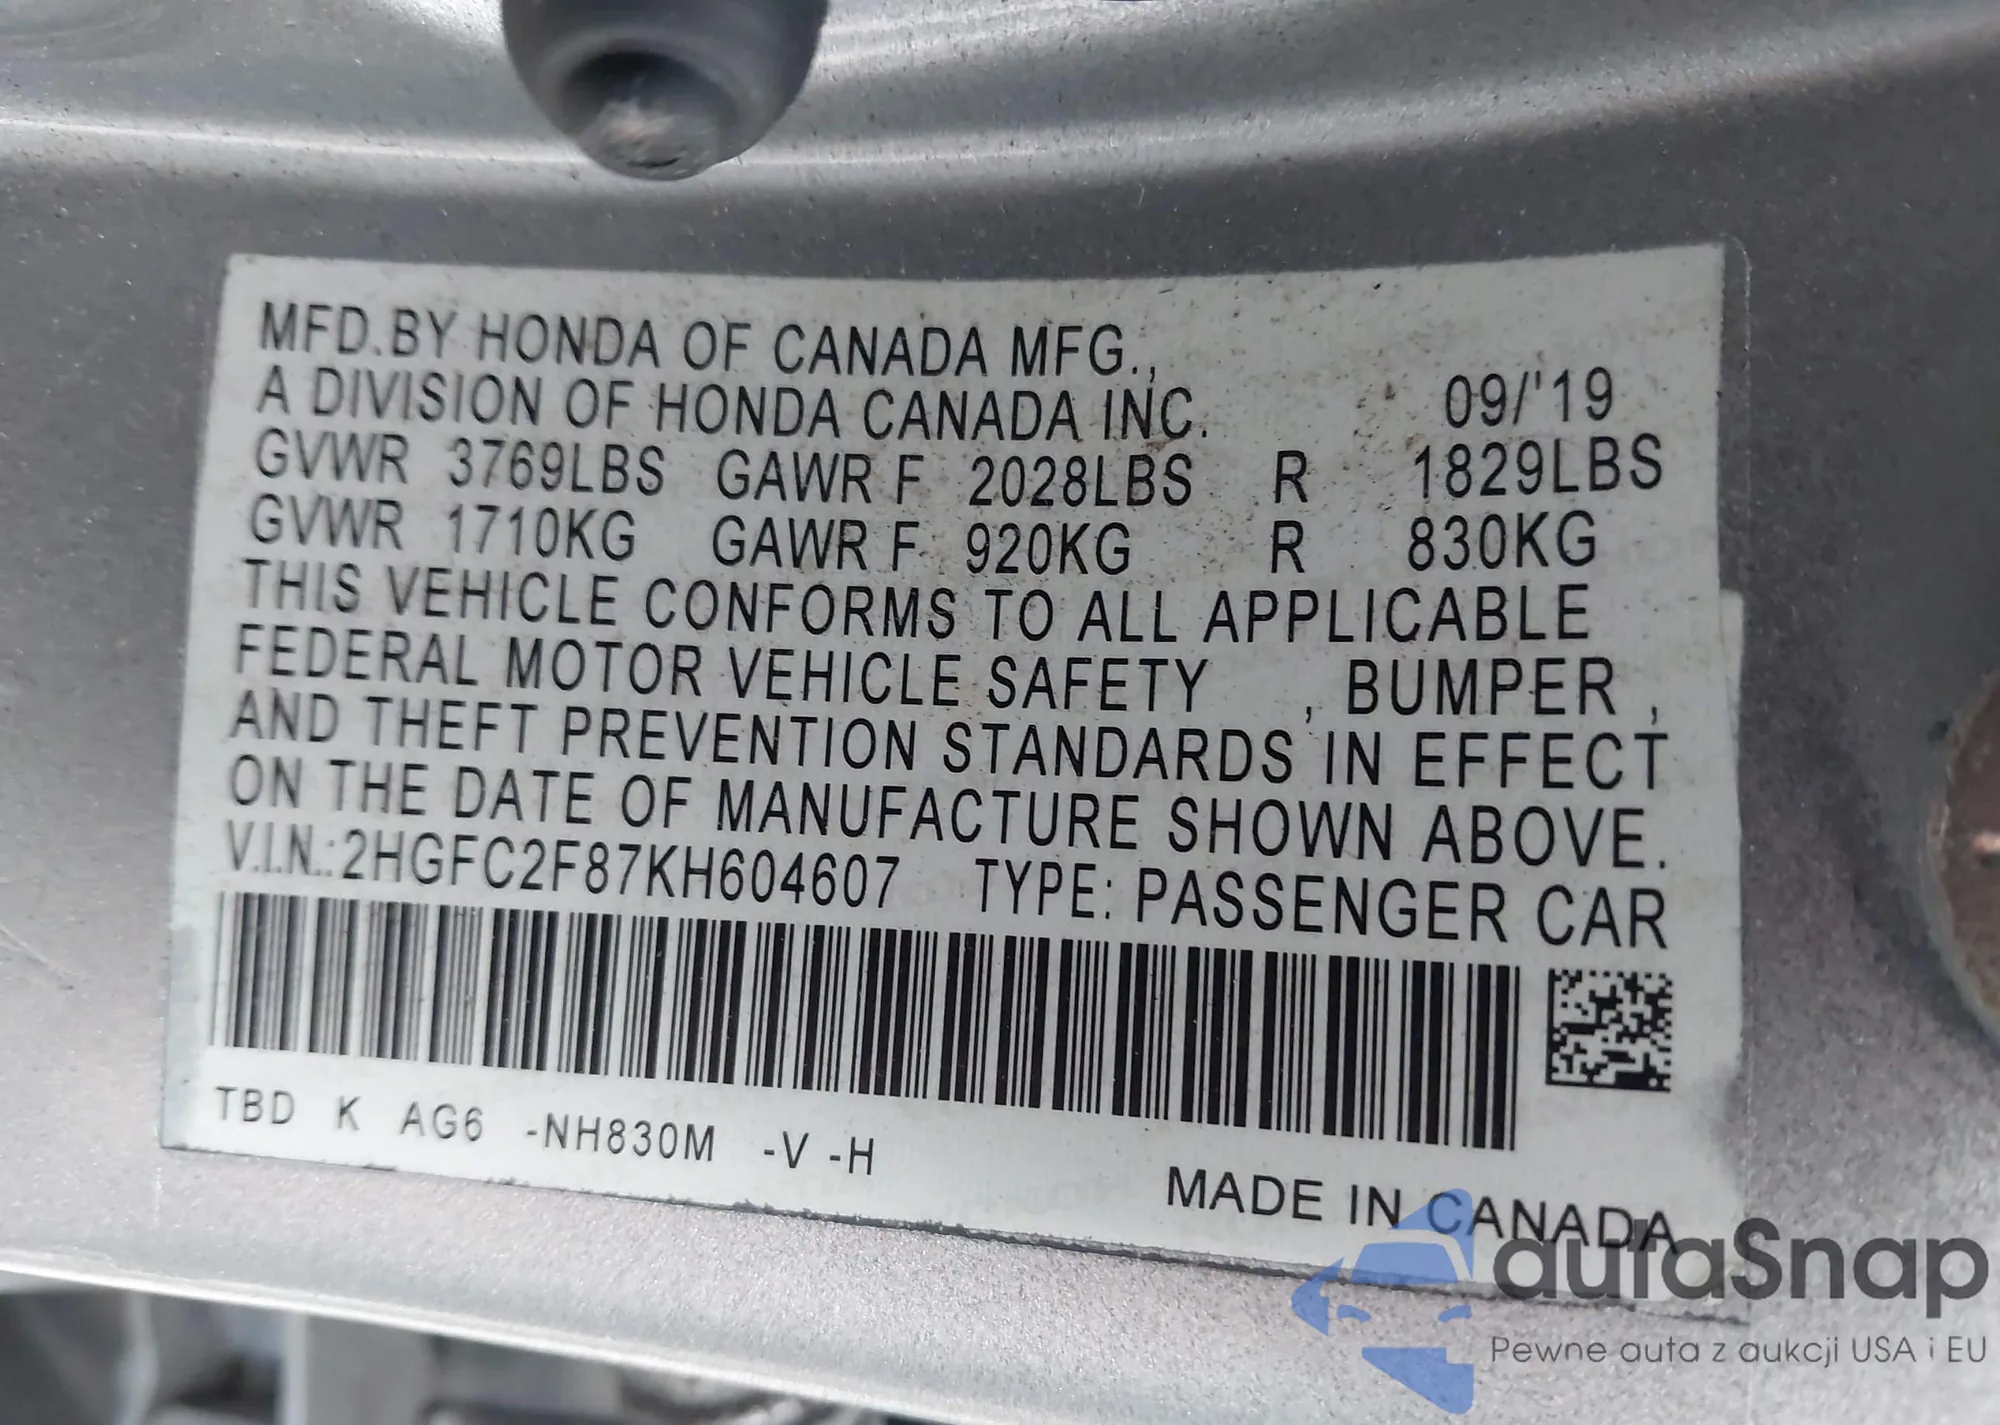 MFD.BY HONDA OF CANADA MFG.,
A DIVISION OF HONDA CANADA INC. 09/'19
GVWR 3769LBS GAWR F 2028LBS R 1829LBS
GVWR 1710KG GAWR F 920KG R 830KG
THIS VEHICLE CONFORMS TO ALL APPLICABLE
FEDERAL MOTOR VEHICLE SAFETY , BUMPER ,
AND THEFT PREVENTION STANDARDS IN EFFECT
ON THE DATE OF MANUFACTURE SHOWN ABOVE.
V.I.N.:2HGFC2F87KH604607 TYPE: PASSENGER CAR
TBD K AG6 -NH830M -V -H
MADE IN CANADA
autaSnap
Pewne auta z aukcji USA i EU